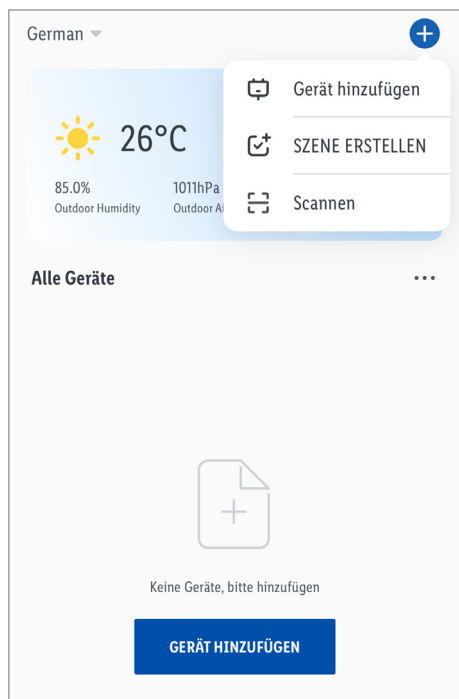 German
Gerät hinzufügen
SZENE ERSTELLEN
Scannen
26°C
85.0%
Outdoor Humidity
1011hPa
Outdoor Ai
Alle Geräte
Keine Geräte, bitte hinzufügen
GERÄT HINZUFÜGEN